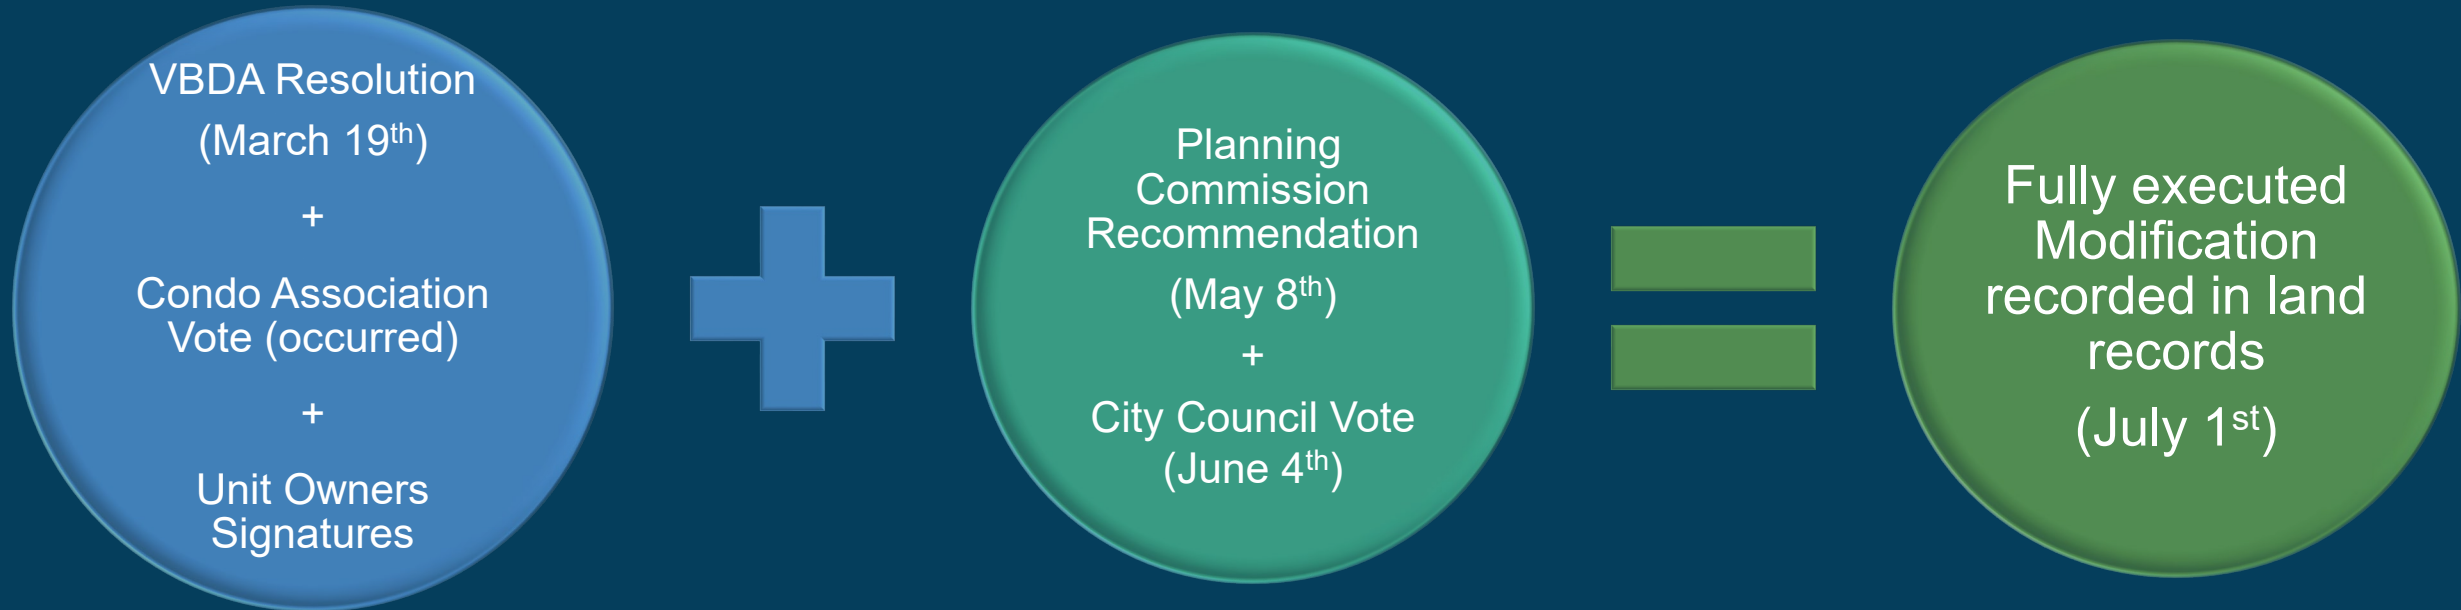 VBDA Resolution
(March 19th)
+
Condo Association
Vote (occurred)
+
Unit Owners
Signatures
Planning
Commission
Recommendation
(May 8th)
+
City Council Vote
(June 4th)
Fully executed
Modification
recorded in land
records
(July 1st)